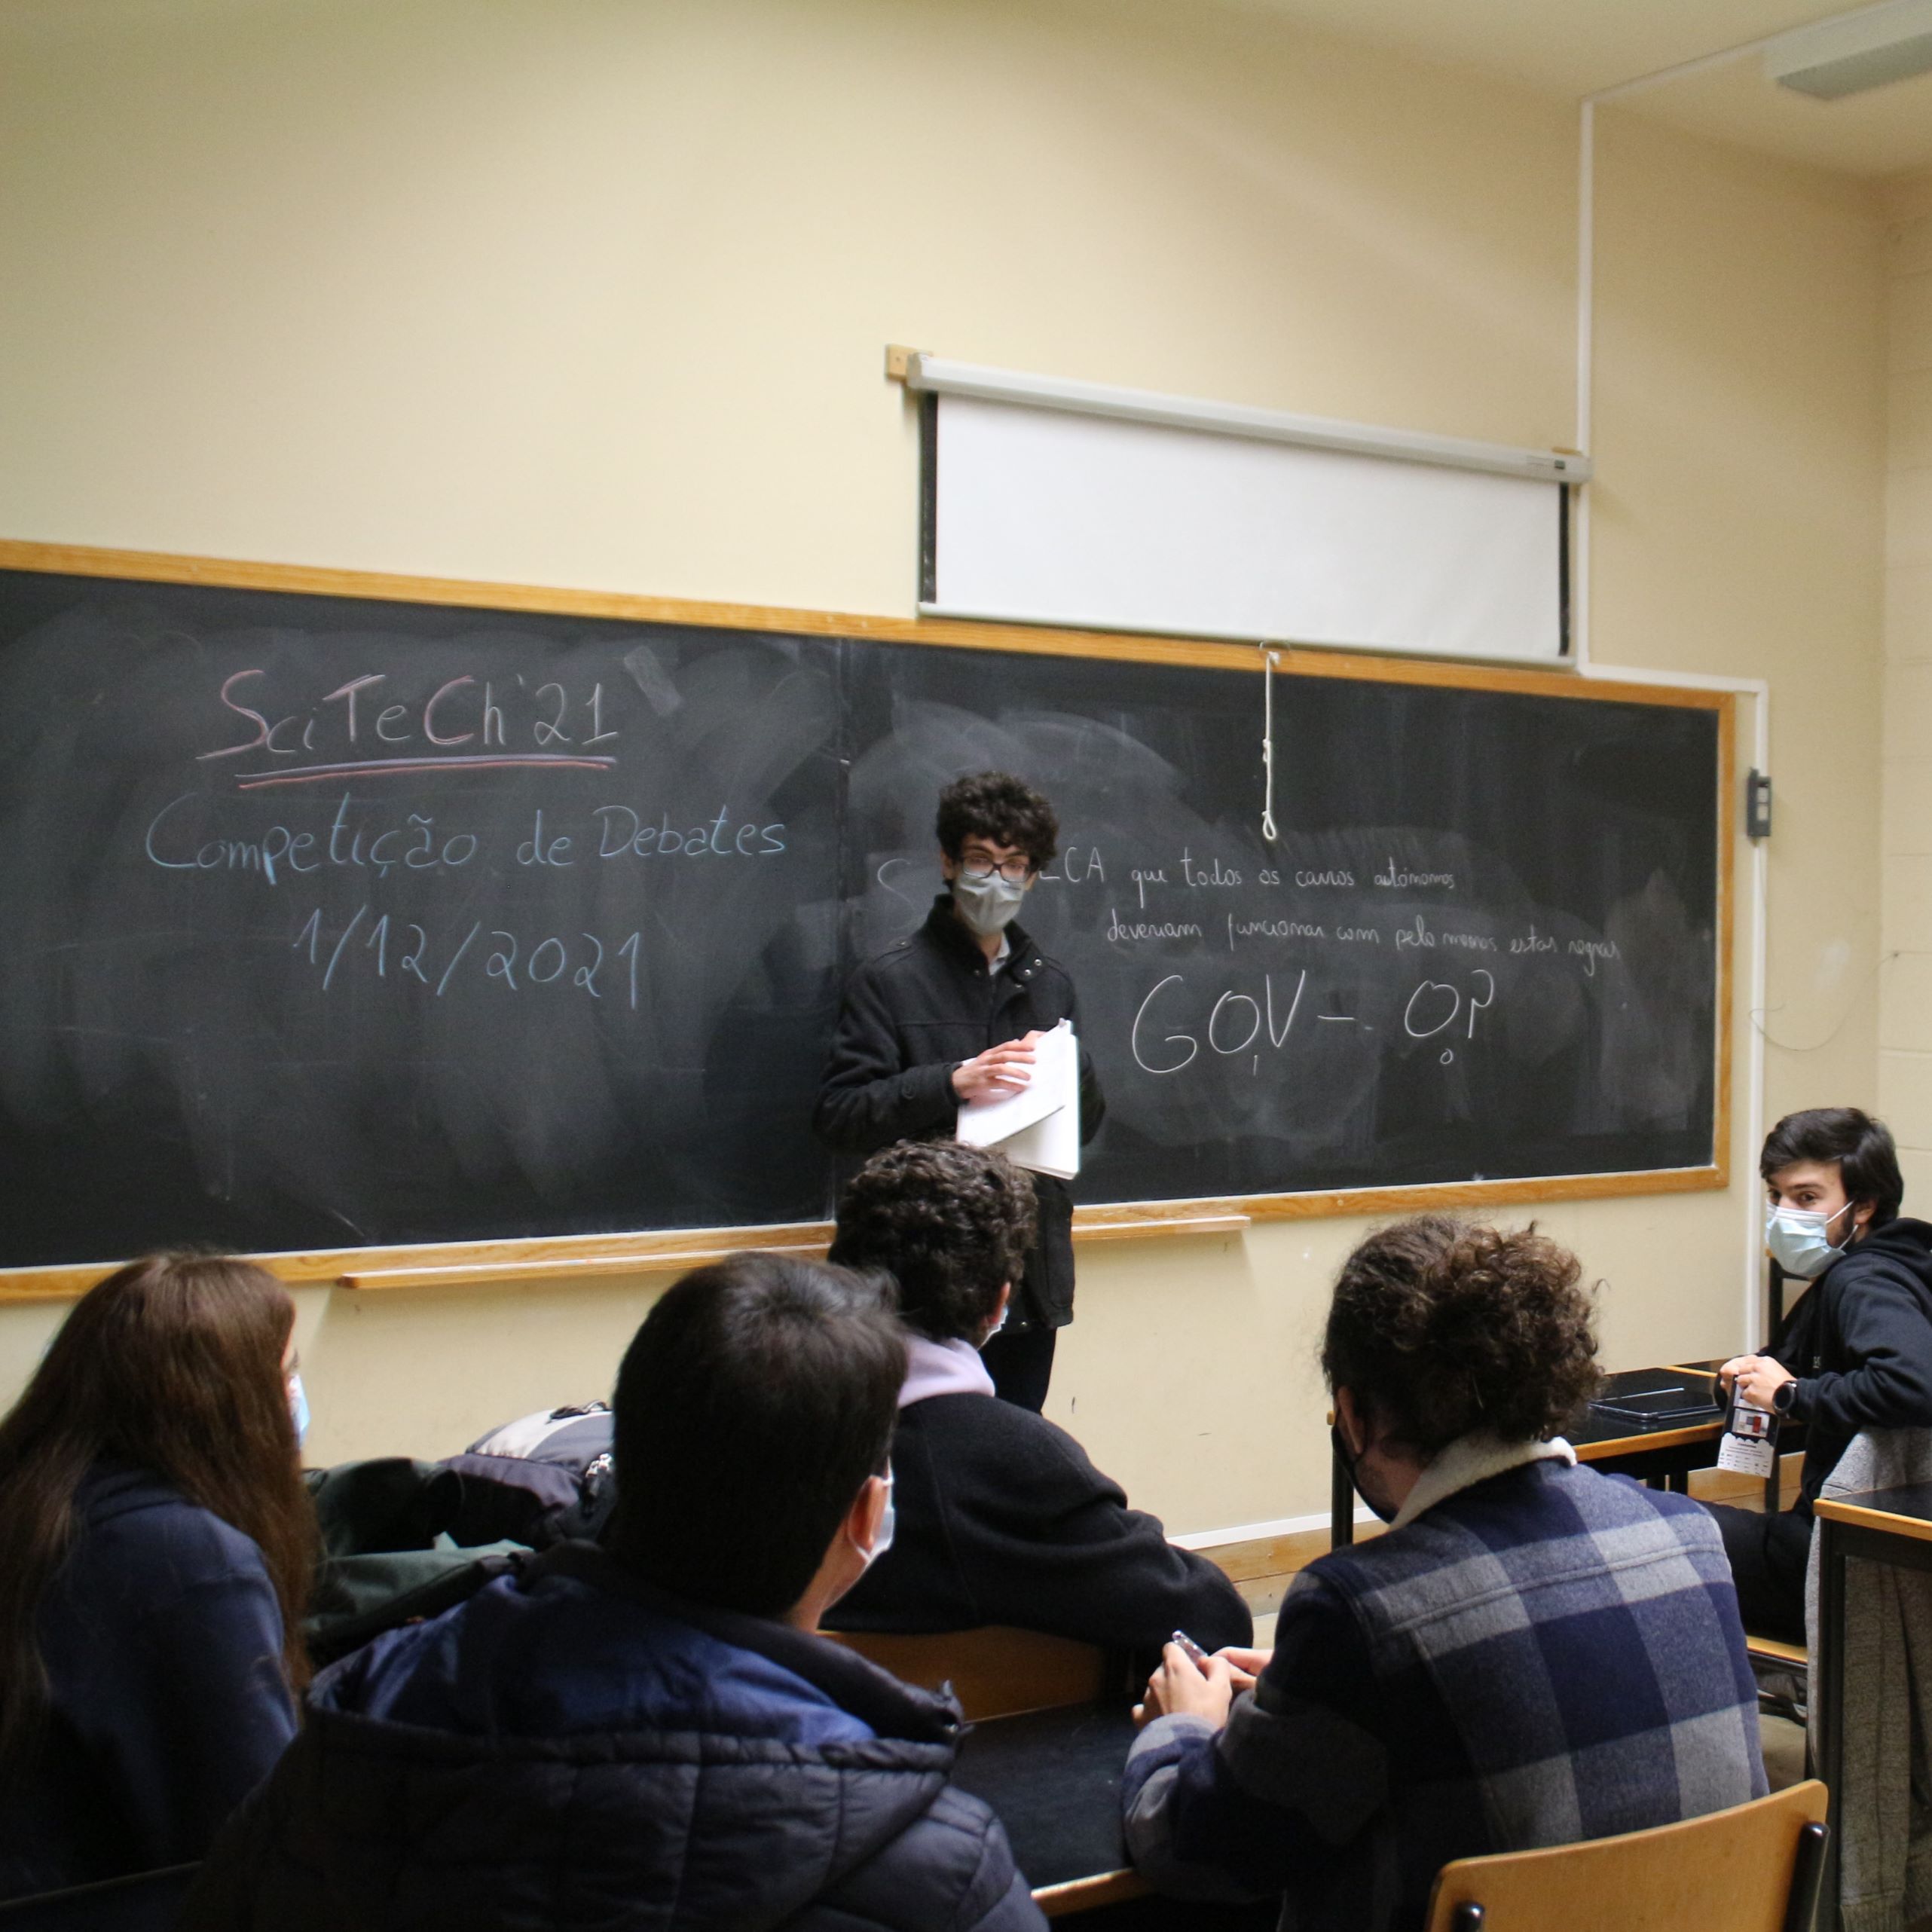 SciTeCh'21
Competição de Debates
1/12/2021
CA que todos os carros autónomos
deveriam funcionar com pelo menos estas regras
GOV - OP